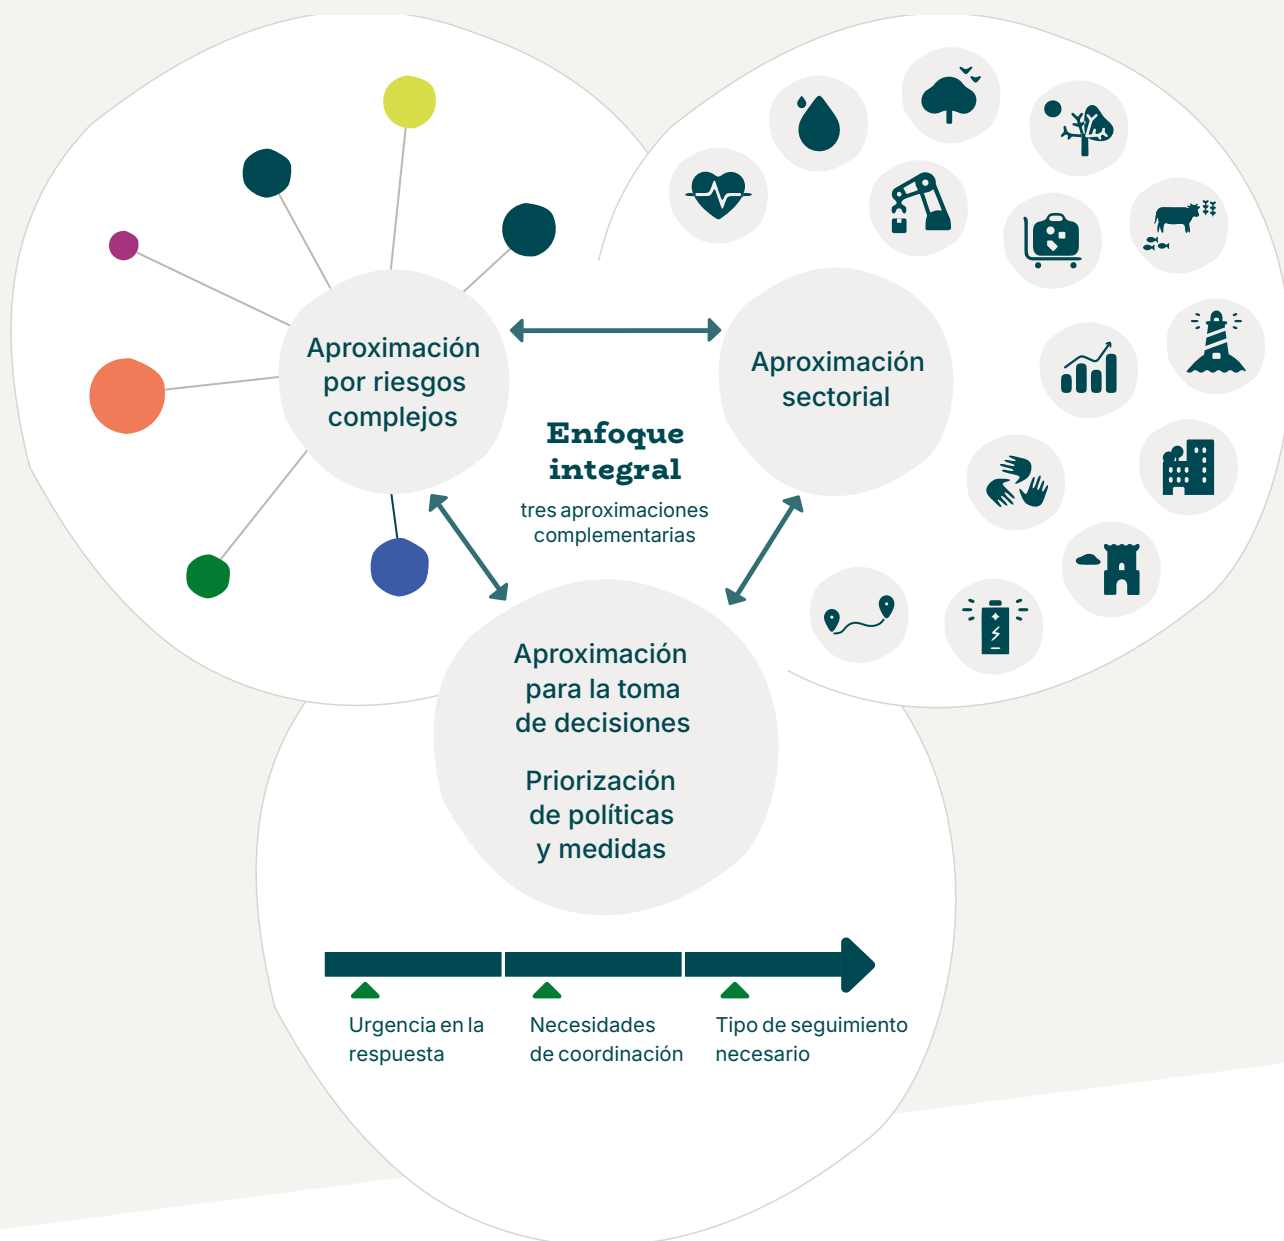 Aproximación
por riesgos
complejos
Aproximación
sectorial
Enfoque
integral
tres aproximaciones
complementarias
Aproximación
para la toma
de decisiones
Priorización
de políticas
y medidas
Urgencia en la
respuesta
Necesidades
de coordinación
Tipo de seguimiento
necesario